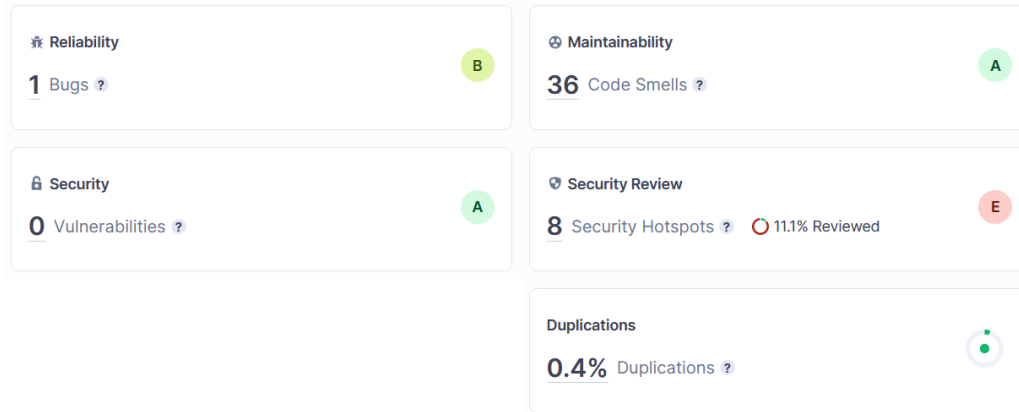 Reliability
1 Bugs ?
B
Maintainability
36 Code Smells ?
A
Security
0 Vulnerabilities ?
A
Security Review
8 Security Hotspots ? 11.1% Reviewed
E
Duplications
0.4% Duplications ?